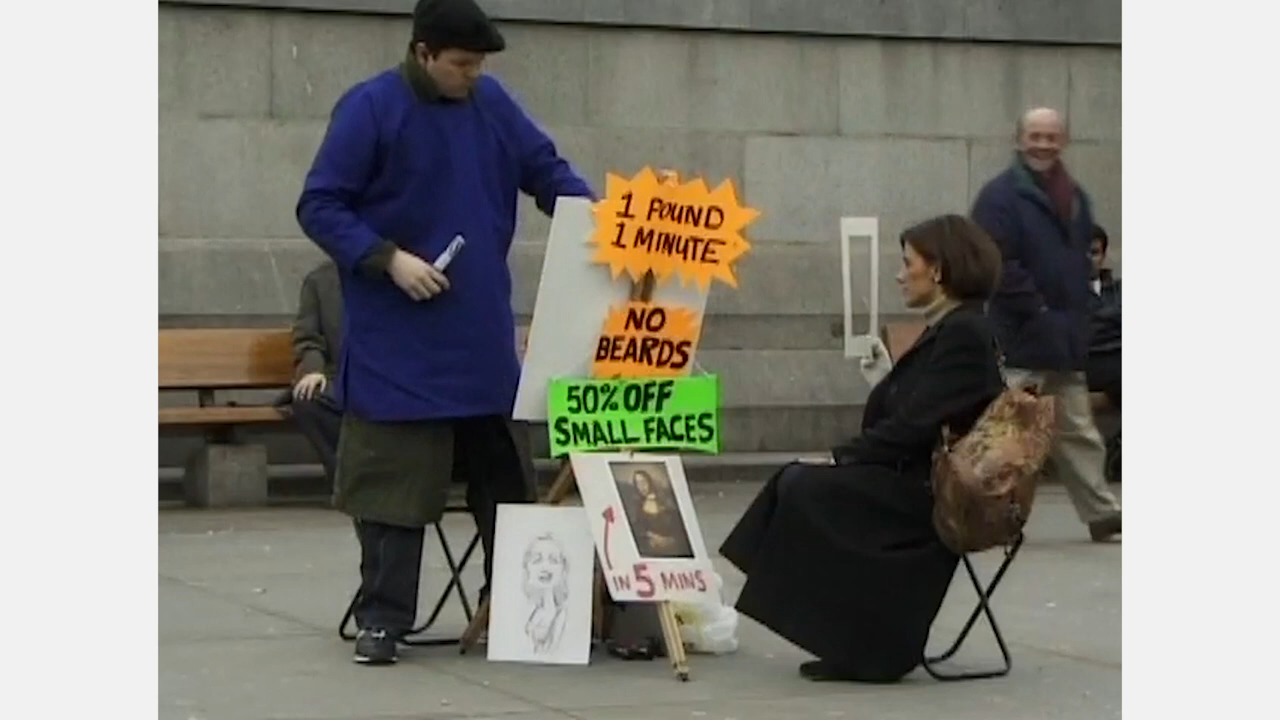 1 POUND
1 MINUTE
NO
BEARDS
50% OFF
SMALL FACES
IN 5 MINS